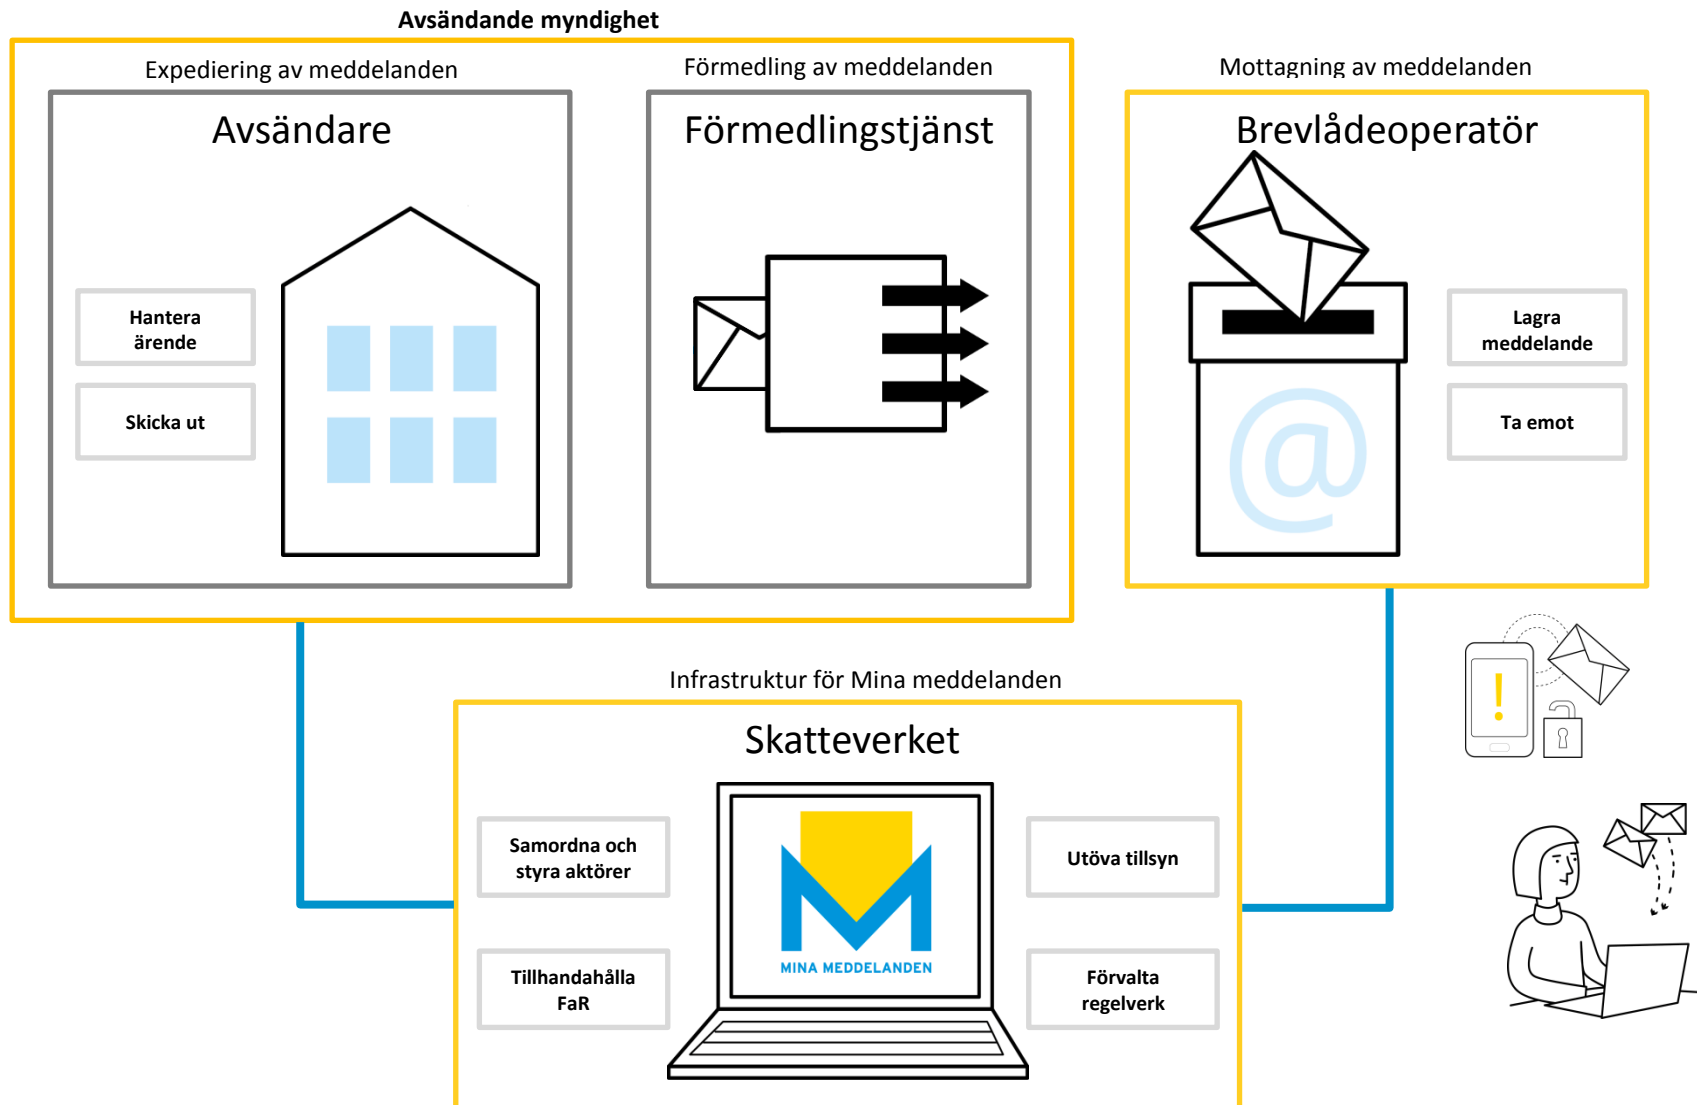 Avsändande myndighet
Expediering av meddelanden
Förmedling av meddelanden
Mottagning av meddelanden
Avsändare
Förmedlingstjänst
Brevlådeoperatör
Hantera
ärende
Skicka ut
Lagra
meddelande
Ta emot
@
Infrastruktur för Mina meddelanden
Skatteverket
Samordna och
styra aktörer
Utöva tillsyn
MINA MEDDELANDEN
Tillhandahålla
FaR
Förvalta
regelverk
!